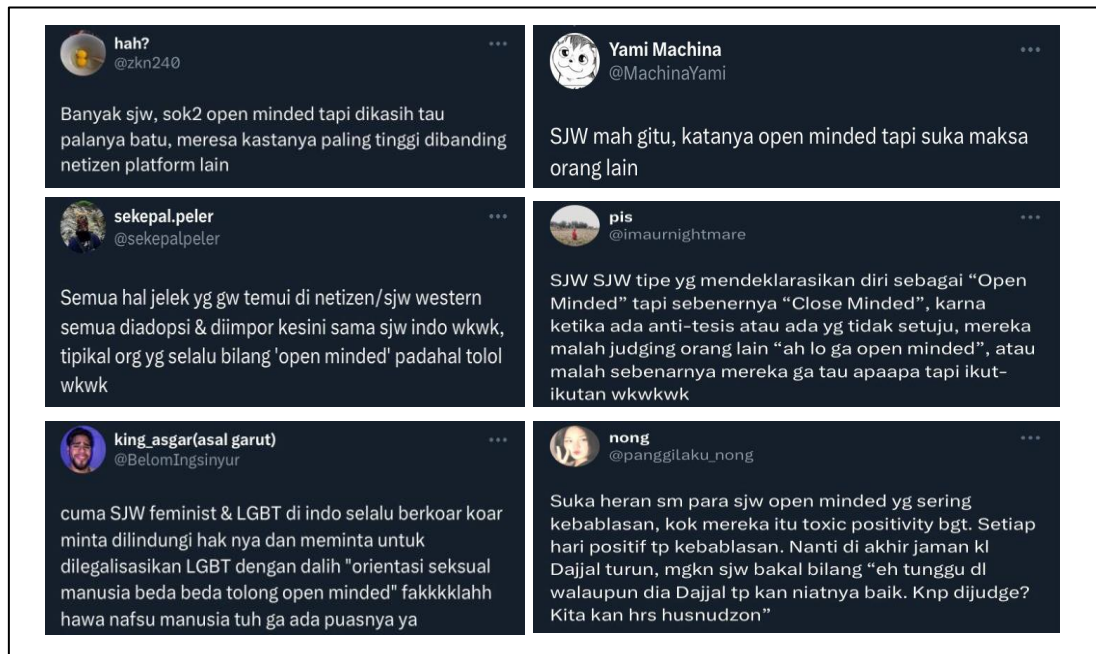 hah?
@zkn240
Banyak sjw, sok2 open minded tapi dikasih tau
palanya batu, meresa kastanya paling tinggi dibanding
netizen platform lain
Yami Machina
@MachinaYami
SJW mah gitu, katanya open minded tapi suka maksa
orang lain
sekepal.peler
@sekepalpeler
Semua hal jelek yg gw temui di netizen/sjw western
semua diadopsi & diimpor kesini sama sjw indo wkwk,
tipikal org yg selalu bilang 'open minded' padahal tolol
wkwk
pis
@imaurnightmare
SJW SJW tipe yg mendeklarasikan diri sebagai “Open
Minded” tapi sebenernya “Close Minded”, karna
ketika ada anti-tesis atau ada yg tidak setuju, mereka
malah judging orang lain “ah lo ga open minded”, atau
malah sebenarnya mereka ga tau apaapa tapi ikut-
ikutan wkwkwk
king_asgar(asal garut)
@BelomIngsinyur
cuma SJW feminist & LGBT di indo selalu berkoar koar
minta dilindungi hak nya dan meminta untuk
dilegalisasikan LGBT dengan dalih "orientasi seksual
manusia beda beda tolong open minded" fakkkklahh
hawa nafsu manusia tuh ga ada puasnya ya
nong
@panggilaku_nong
Suka heran sm para sjw open minded yg sering
kebablasan, kok mereka itu toxic positivity bgt. Setiap
hari positif tp kebablasan. Nanti di akhir jaman kl
Dajjal turun, mgkn sjw bakal bilang “eh tunggu dl
walaupun dia Dajjal tp kan niatnya baik. Knp dijudge?
Kita kan hrs husnudzon”